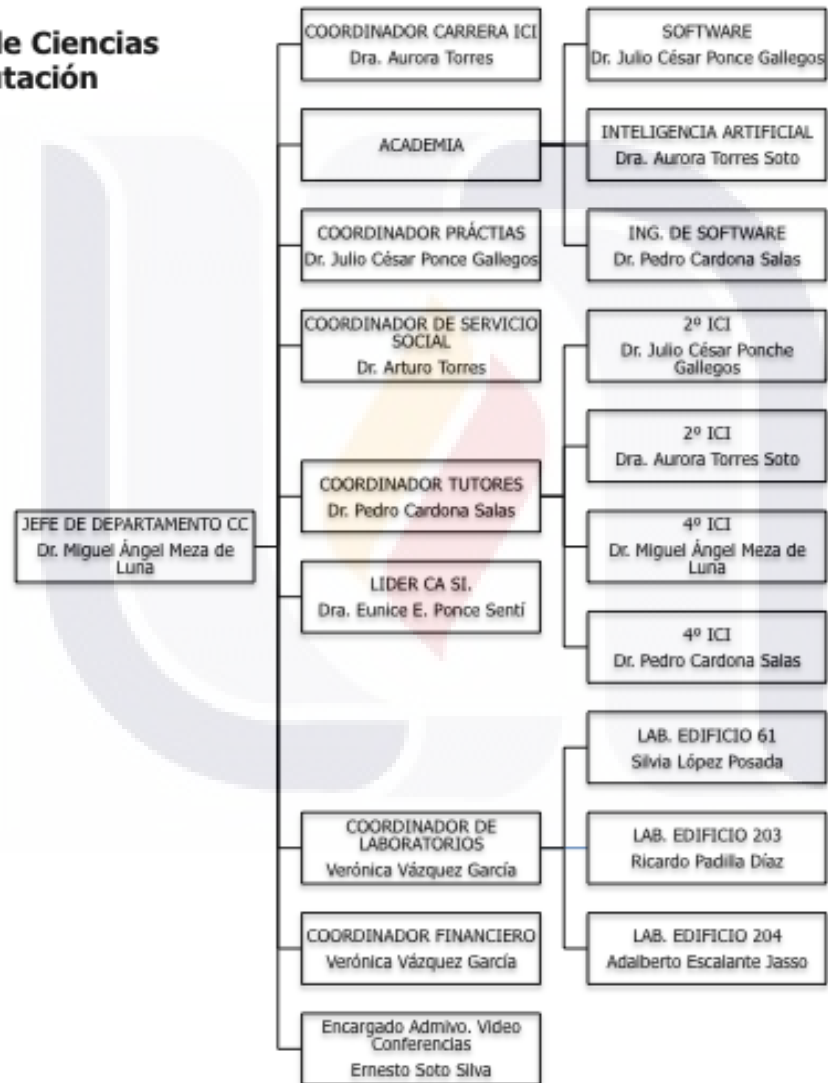 de Ciencias
utación
COORDINADOR CARRERA ICI
Dra. Aurora Torres
ACADEMIA
SOFTWARE
Dr. Julio César Ponce Gallegos
INTELIGENCIA ARTIFICIAL
Dra. Aurora Torres Soto
ING. DE SOFTWARE
Dr. Pedro Cardona Salas
COORDINADOR PRÁCTIAS
Dr. Julio César Ponce Gallegos
COORDINADOR DE SERVICIO
SOCIAL
Dr. Arturo Torres
JEFE DE DEPARTAMENTO CC
Dr. Miguel Ángel Meza de
Luna
COORDINADOR TUTORES
Dr. Pedro Cardona Salas
2º ICI
Dr. Julio César Ponche
Gallegos
2º ICI
Dra. Aurora Torres Soto
4º ICI
Dr. Miguel Ángel Meza de
Luna
4º ICI
Dr. Pedro Cardona Salas
LIDER CA SI.
Dra. Eunice E. Ponce Sentí
COORDINADOR DE
LABORATORIOS
Verónica Vázquez García
LAB. EDIFICIO 61
Silvia López Posada
LAB. EDIFICIO 203
Ricardo Padilla Díaz
LAB. EDIFICIO 204
Adalberto Escalante Jasso
COORDINADOR FINANCIERO
Verónica Vázquez García
Encargado Admivo. Video
Conferencias
Ernesto Soto Silva